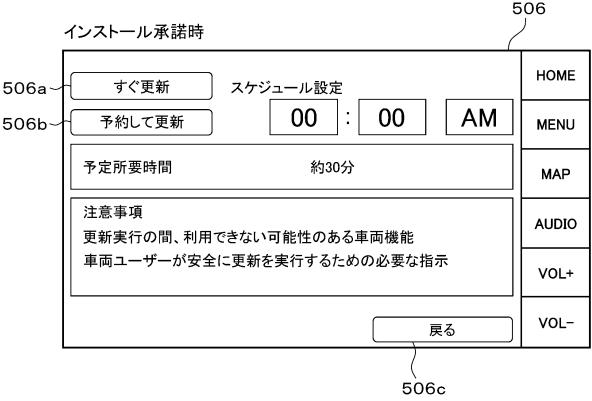 506
インストール承諾時
506a
すぐ更新
スケジュール設定
HOME
506b
予約して更新
00 : 00 AM
MENU
予定所要時間 約30分
MAP
注意事項
更新実行の間、利用できない可能性のある車両機能
車両ユーザーが安全に更新を実行するための必要な指示
AUDIO
VOL+
戻る
VOL-
506c